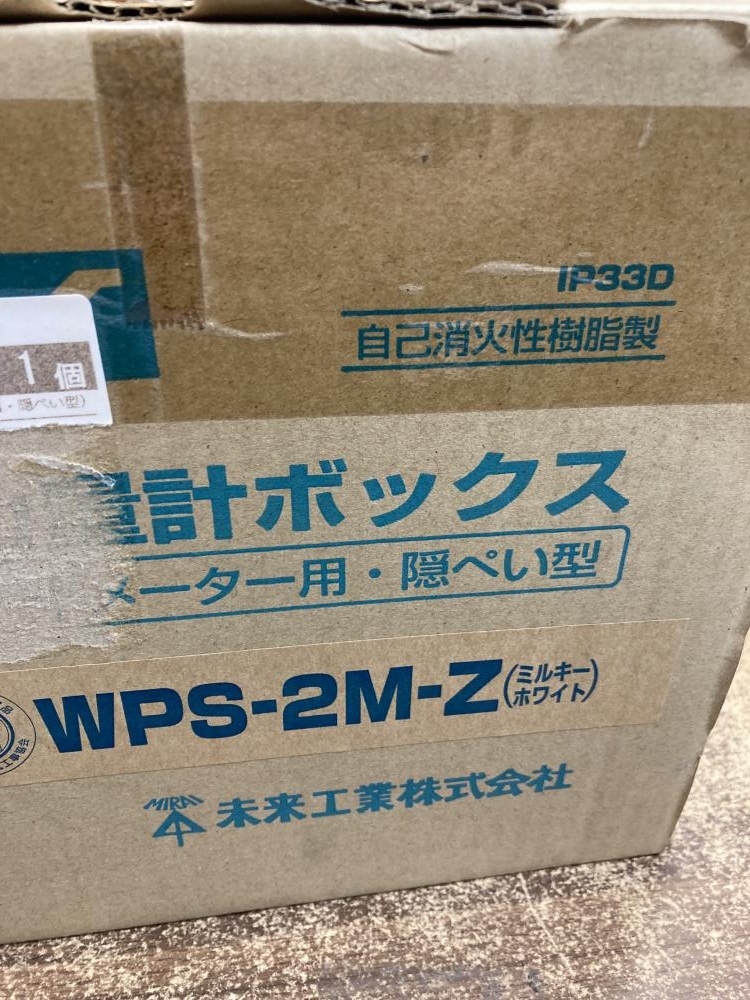 IP33D
自己消火性樹脂製
1個
・隠ぺい型)
量計ボックス
メーター用・隠ぺい型
WPS-2M-Z(ミルキー
ホワイト)
MIRAI 未来工業株式会社